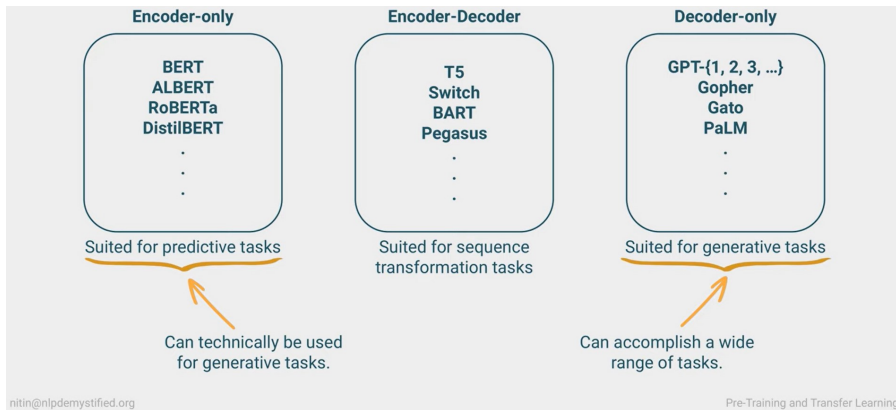 Encoder-only
BERT
ALBERT
RoBERTa
DistilBERT
.
.
.
Suited for predictive tasks
Can technically be used
for generative tasks.
Encoder-Decoder
T5
Switch
BART
Pegasus
.
.
.
Suited for sequence
transformation tasks
Decoder-only
GPT-{1, 2, 3, …}
Gopher
Gato
PaLM
.
.
.
Suited for generative tasks
Can accomplish a wide
range of tasks.
nitin@nlpdemystified.org
Pre-Training and Transfer Learning